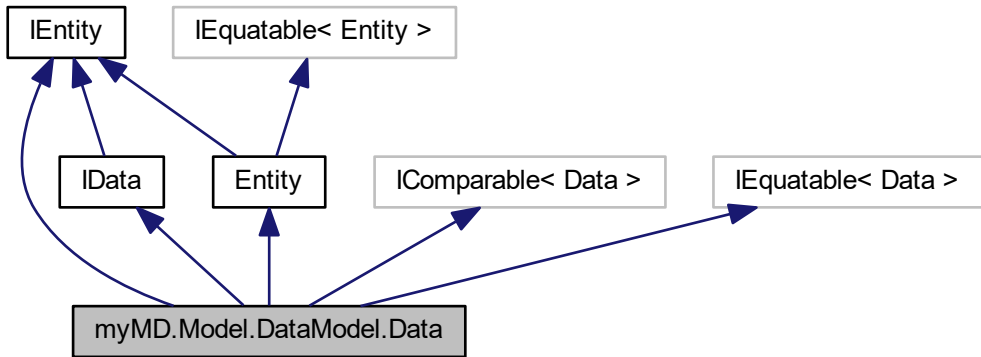 IEntity
IEquatable< Entity >
IData
Entity
IComparable< Data >
IEquatable< Data >
myMD.Model.DataModel.Data